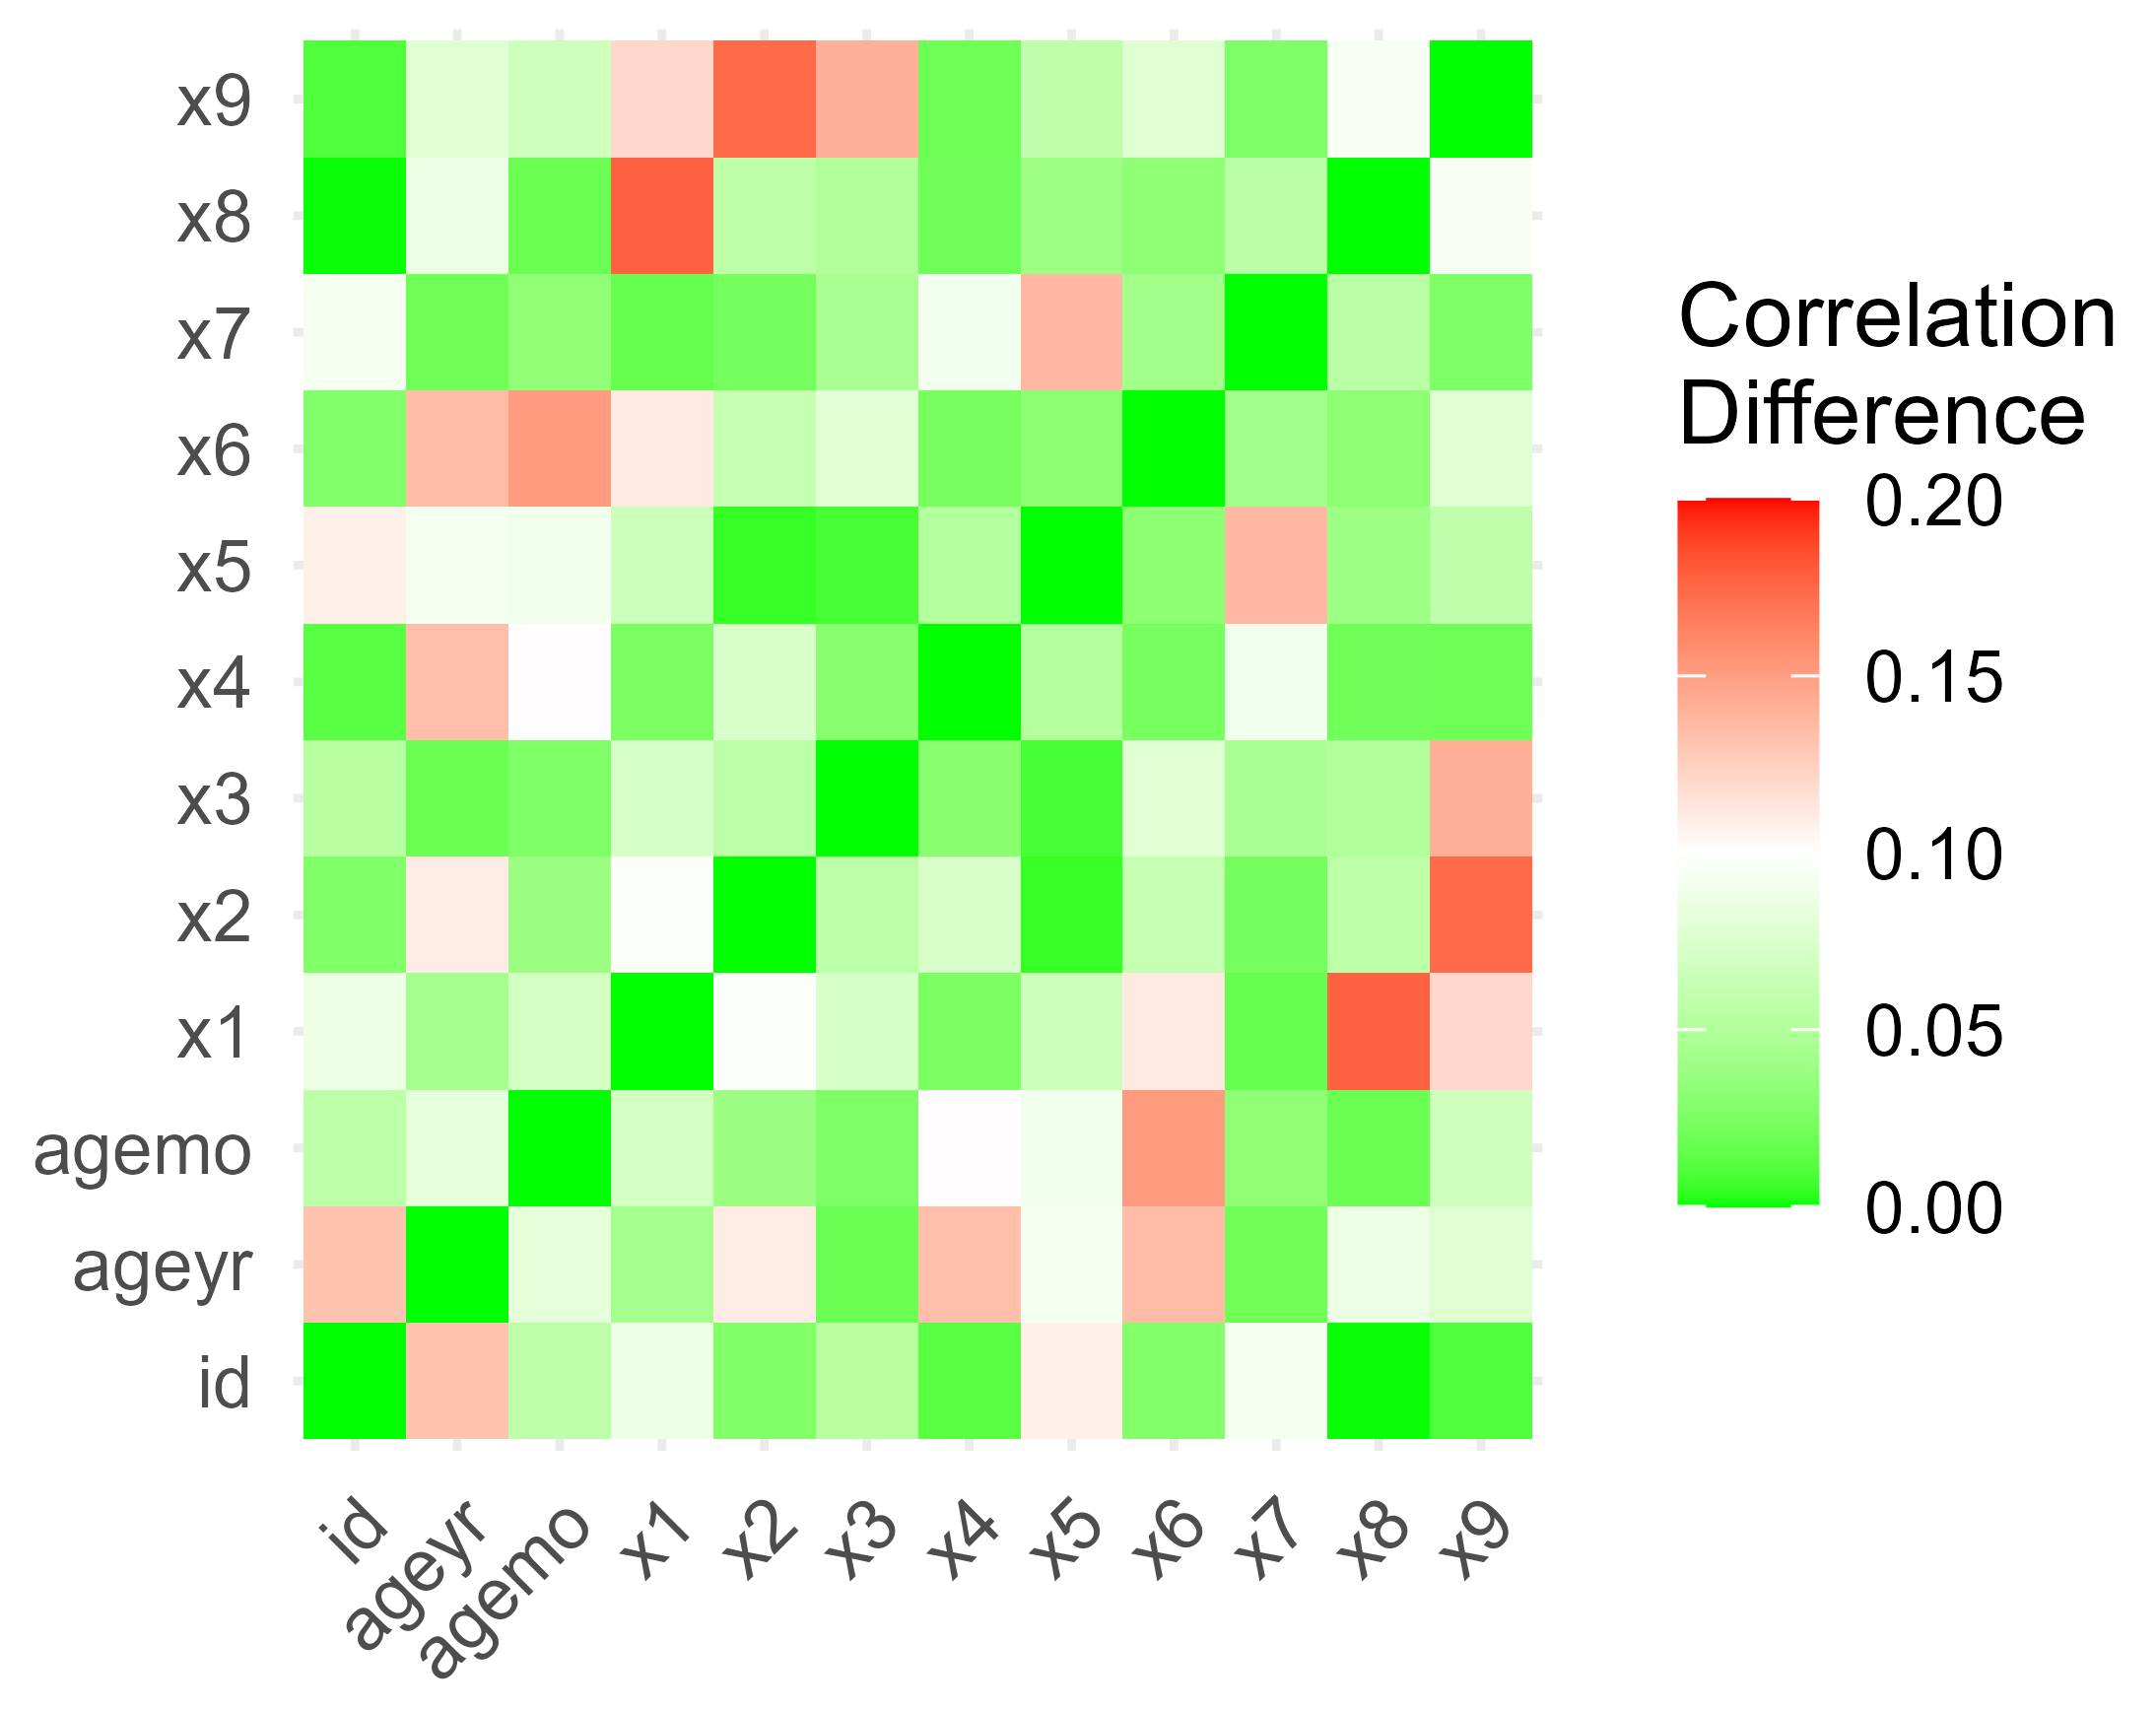 x9
x8
x7
x6
x5
x4
x3
x2
x1
agemo
ageyr
id
id
ageyr
agemo
x1
x2
x3
x4
x5
x6
x7
x8
x9
Correlation
Difference
0.20
0.15
0.10
0.05
0.00